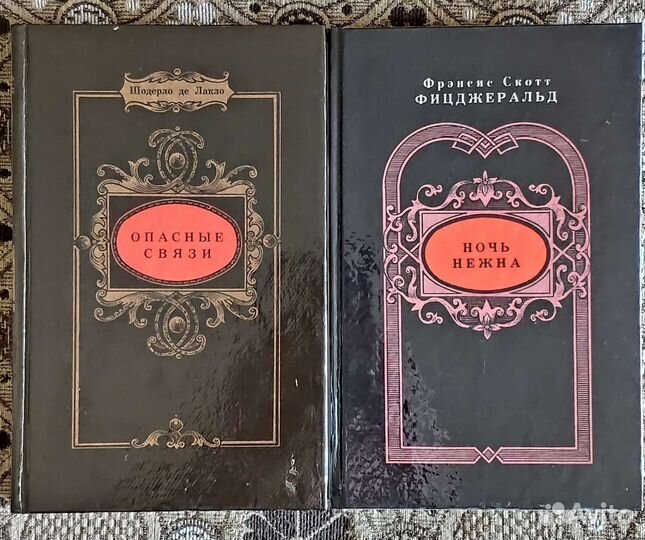 Шодерло де Лакло
ОПАСНЫЕ
СВЯЗИ
Фрэнсис Скотт
ФИЦДЖЕРАЛЬД
НОЧЬ
НЕЖНА
Avito